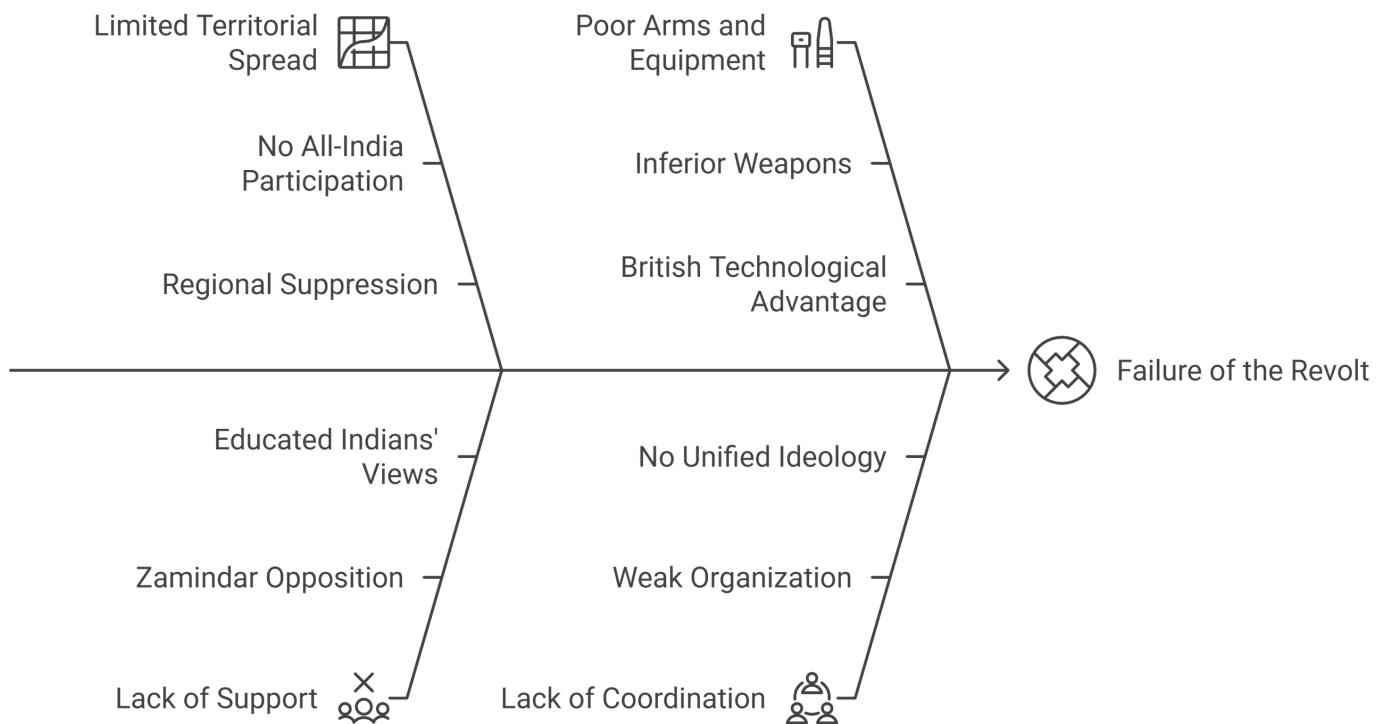 Limited Territorial
Spread
No All-India
Participation
Regional Suppression
Poor Arms and
Equipment
Inferior Weapons
British Technological
Advantage
Failure of the Revolt
Educated Indians'
Views
Zamindar Opposition
Lack of Support
No Unified Ideology
Weak Organization
Lack of Coordination